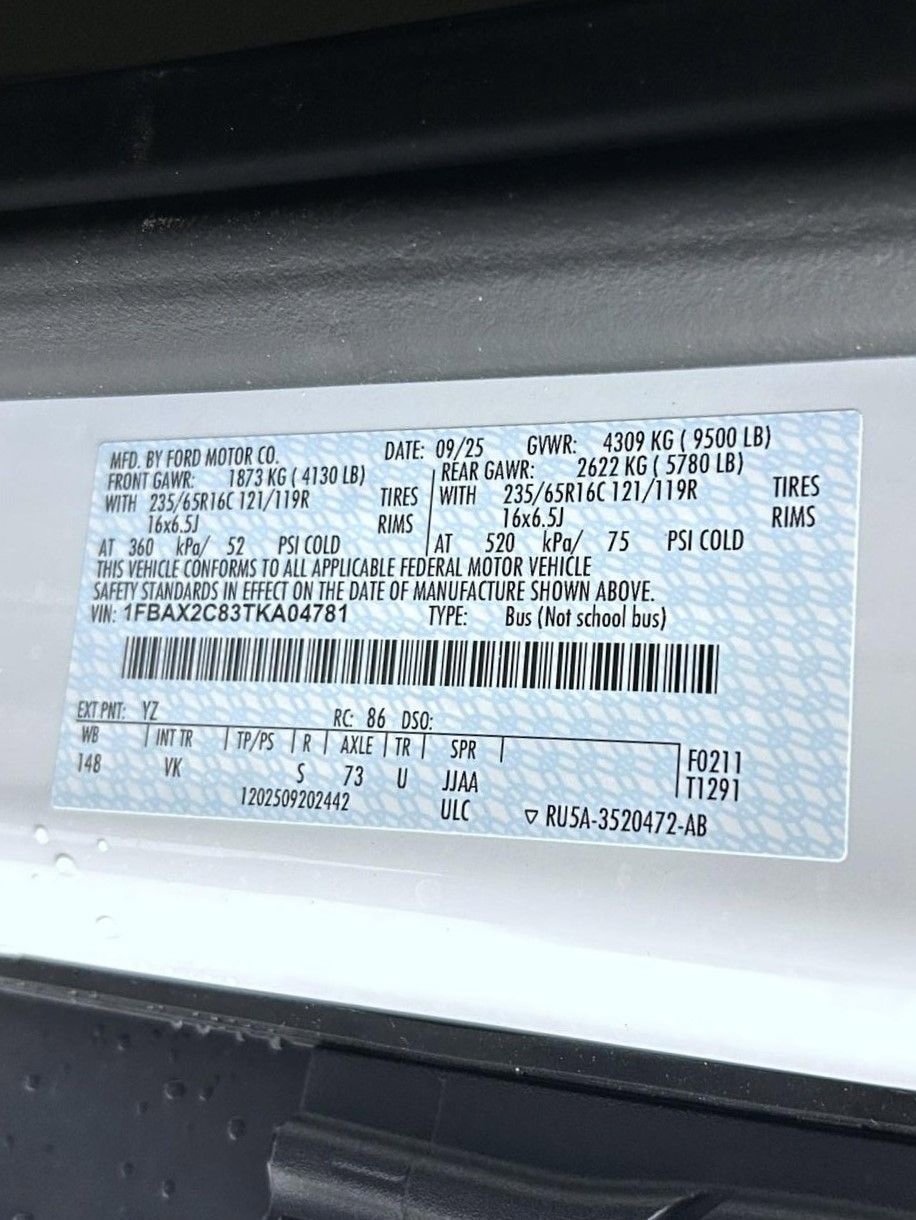 MFD. BY FORD MOTOR CO. DATE: 09/25 GVWR: 4309 KG ( 9500 LB)
FRONT GAWR: 1873 KG ( 4130 LB) REAR GAWR: 2622 KG ( 5780 LB)
WITH 235/65R16C 121/119R TIRES WITH 235/65R16C 121/119R TIRES
16x6.5J RIMS 16x6.5J RIMS
AT 360 kPa/ 52 PSI COLD AT 520 kPa/ 75 PSI COLD
THIS VEHICLE CONFORMS TO ALL APPLICABLE FEDERAL MOTOR VEHICLE
SAFETY STANDARDS IN EFFECT ON THE DATE OF MANUFACTURE SHOWN ABOVE.
VIN: 1FBAX2C83TKA04781 TYPE: Bus (Not school bus)
EXT PNT: YZ RC: 86 DSO:
WB INT TR TP/PS R AXLE TR SPR F0211
148 VK S 73 U JJAA T1291
1202509202442 ULC ▽ RU5A-3520472-AB